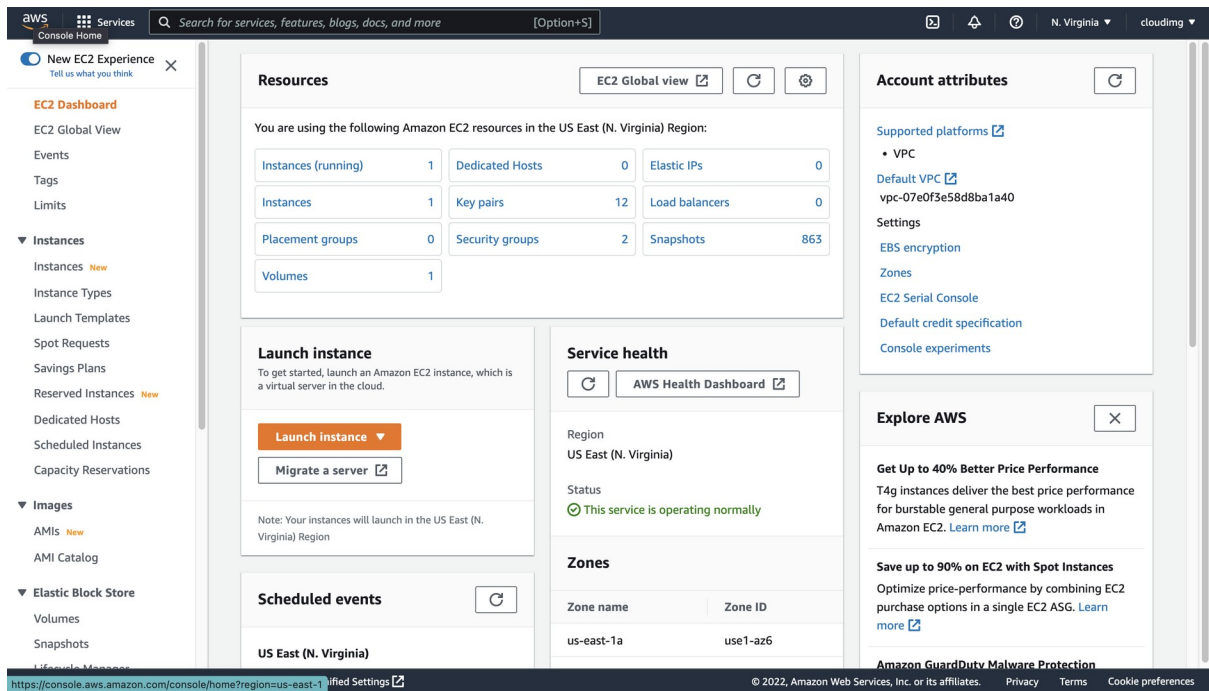 aws
Services
Search for services, features, blogs, docs, and more
[Option+S]
N. Virginia
cloudimg
Console Home
New EC2 Experience
Tell us what you think
EC2 Dashboard
EC2 Global View
Events
Tags
Limits
Instances
Instances New
Instance Types
Launch Templates
Spot Requests
Savings Plans
Reserved Instances New
Dedicated Hosts
Scheduled Instances
Capacity Reservations
Images
AMIs New
AMI Catalog
Elastic Block Store
Volumes
Snapshots
Lifecycle Manager
Resources
EC2 Global view
You are using the following Amazon EC2 resources in the US East (N. Virginia) Region:
Instances (running) 1
Dedicated Hosts 0
Elastic IPs 0
Instances 1
Key pairs 12
Load balancers 0
Placement groups 0
Security groups 2
Snapshots 863
Volumes 1
Launch instance
To get started, launch an Amazon EC2 instance, which is
a virtual server in the cloud.
Launch instance
Migrate a server
Note: Your instances will launch in the US East (N.
Virginia) Region
Scheduled events
US East (N. Virginia)
Service health
AWS Health Dashboard
Region
US East (N. Virginia)
Status
This service is operating normally
Zones
Zone name Zone ID
us-east-1a use1-az6
Account attributes
Supported platforms
• VPC
Default VPC
vpc-07e0f3e58d8ba1a40
Settings
EBS encryption
Zones
EC2 Serial Console
Default credit specification
Console experiments
Explore AWS
Get Up to 40% Better Price Performance
T4g instances deliver the best price performance
for burstable general purpose workloads in
Amazon EC2. Learn more
Save up to 90% on EC2 with Spot Instances
Optimize price-performance by combining EC2
purchase options in a single EC2 ASG. Learn
more
Amazon GuardDuty Malware Protection
https://console.aws.amazon.com/console/home?region=us-east-1
ified Settings
© 2022, Amazon Web Services, Inc. or its affiliates.
Privacy
Terms
Cookie preferences